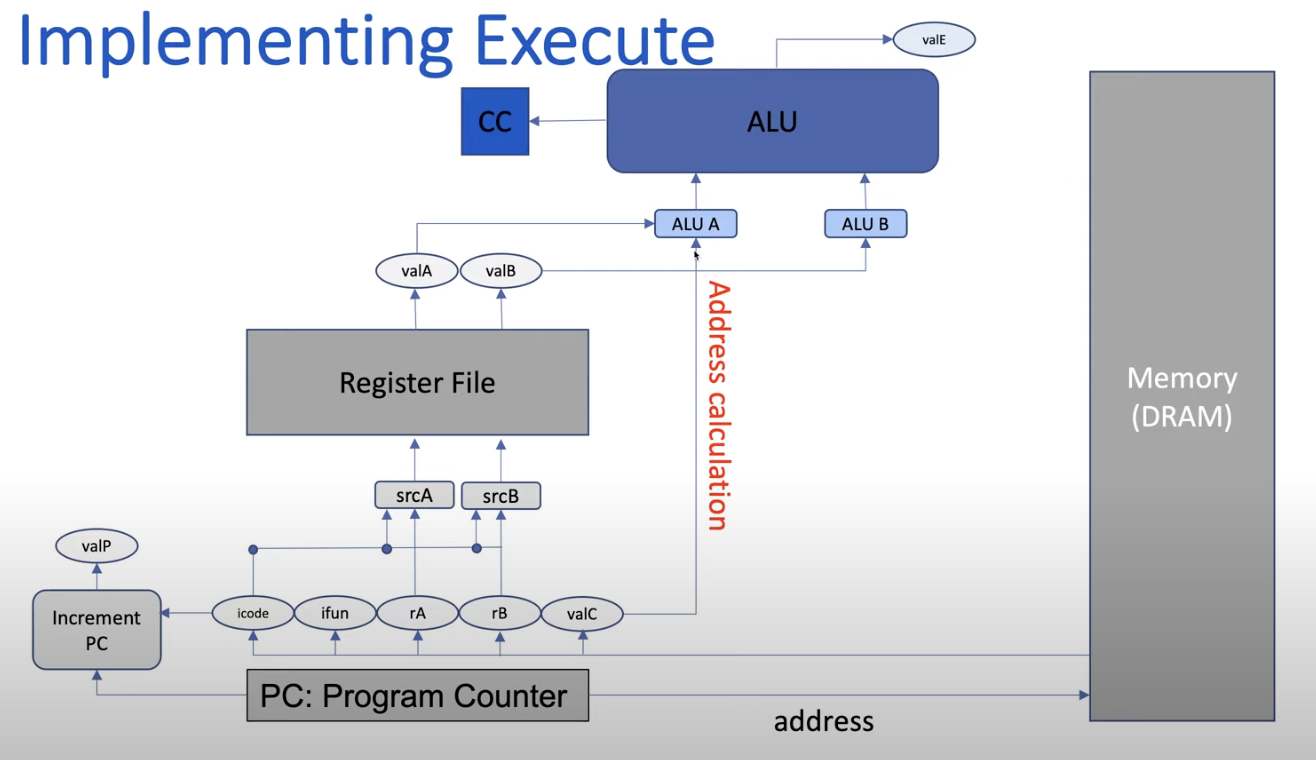 Implementing Execute
valE
CC
ALU
ALU A
ALU B
valA
valB
Address calculation
Register File
Memory
(DRAM)
srcA
srcB
valP
Increment
PC
icode
ifun
rA
rB
valC
PC: Program Counter
address